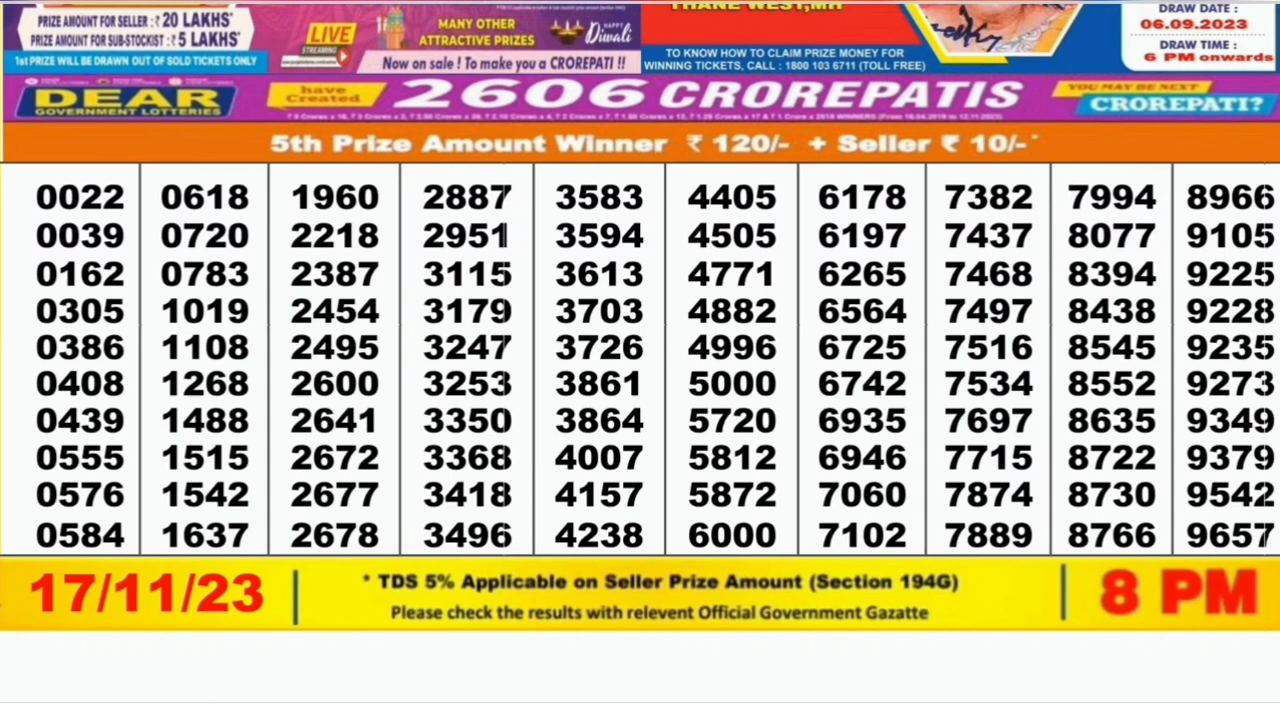 PRIZE AMOUNT FOR SELLER : ₹ 20 LAKHS*
PRIZE AMOUNT FOR SUB-STOCKIST : ₹ 5 LAKHS*
1st PRIZE WILL BE DRAWN OUT OF SOLD TICKETS ONLY
LIVE
STREAMING
MANY OTHER
ATTRACTIVE PRIZES
HAPPY
Diwali
Now on sale ! To make you a CROREPATI !!
THANE WEST,MH
TO KNOW HOW TO CLAIM PRIZE MONEY FOR
WINNING TICKETS, CALL : 1800 103 6711 (TOLL FREE)
DRAW DATE :
06.09.2023
DRAW TIME :
6 PM onwards
DEAR
GOVERNMENT LOTTERIES
have
Created
2606 CROREPATIS
YOU MAY BE NEXT
CROREPATI?
5th Prize Amount Winner ₹ 120/- + Seller ₹ 10/-*
0022 0618 1960 2887 3583 4405 6178 7382 7994 8966
0039 0720 2218 2951 3594 4505 6197 7437 8077 9105
0162 0783 2387 3115 3613 4771 6265 7468 8394 9225
0305 1019 2454 3179 3703 4882 6564 7497 8438 9228
0386 1108 2495 3247 3726 4996 6725 7516 8545 9235
0408 1268 2600 3253 3861 5000 6742 7534 8552 9273
0439 1488 2641 3350 3864 5720 6935 7697 8635 9349
0555 1515 2672 3368 4007 5812 6946 7715 8722 9379
0576 1542 2677 3418 4157 5872 7060 7874 8730 9542
0584 1637 2678 3496 4238 6000 7102 7889 8766 9657
17/11/23
* TDS 5% Applicable on Seller Prize Amount (Section 194G)
Please check the results with relevent Official Government Gazatte
8 PM